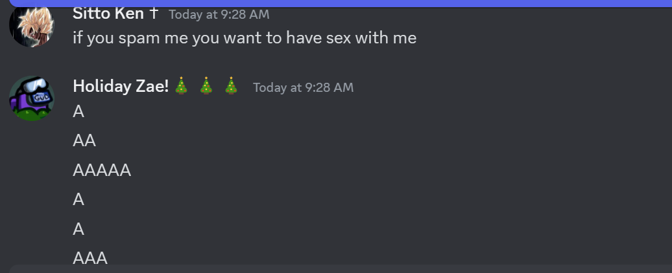 Sitto Ken † Today at 9:28 AM
if you spam me you want to have sex with me
Holiday Zae!🎄 🎄 🎄 Today at 9:28 AM
A
AA
AAAAA
A
A
AAA